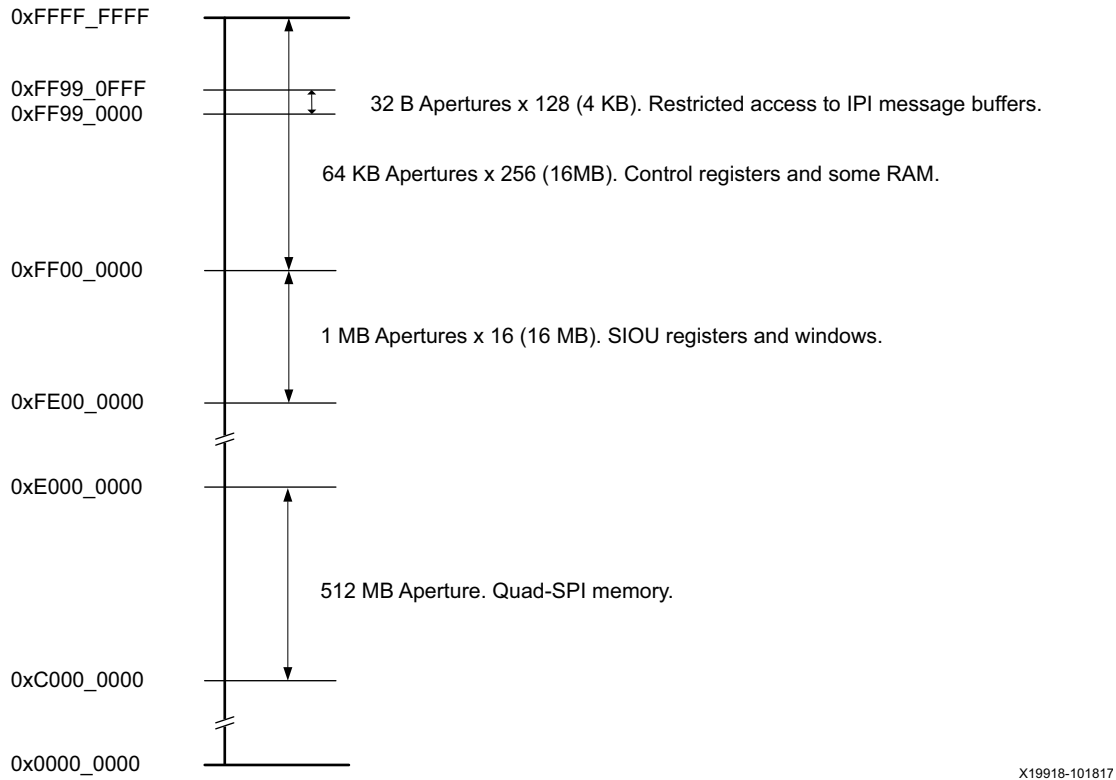 0xFFFF_FFFF
0xFF99_0FFF
0xFF99_0000
32 B Apertures x 128 (4 KB). Restricted access to IPI message buffers.
64 KB Apertures x 256 (16MB). Control registers and some RAM.
0xFF00_0000
1 MB Apertures x 16 (16 MB). SIOU registers and windows.
0xFE00_0000
0xE000_0000
512 MB Aperture. Quad-SPI memory.
0xC000_0000
0x0000_0000
X19918-101817